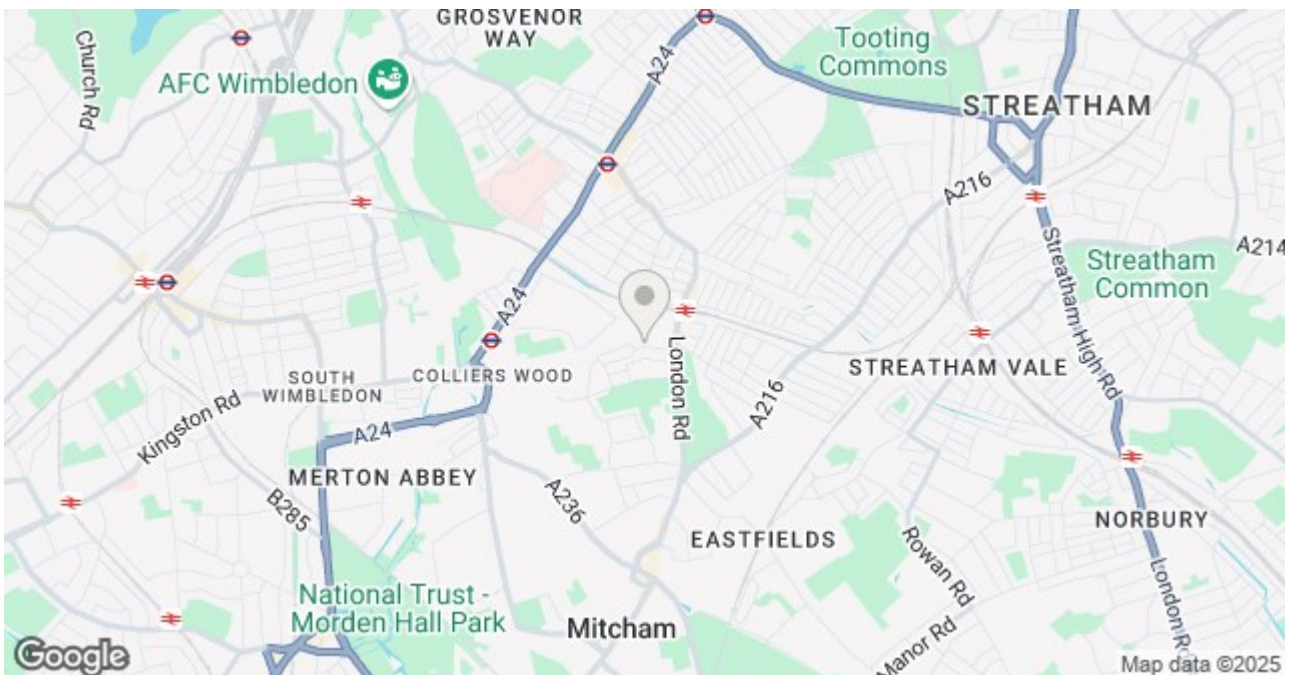 GROSVENOR
WAY
Church Rd
AFC Wimbledon
A24
Tooting
Commons
STREATHAM
A216
A214
Streatham
Common
Streatham High Rd
A24
STREATHAM VALE
London Rd
A216
SOUTH
WIMBLEDON
COLLIERS WOOD
Kingston Rd
A24
MERTON ABBEY
B285
A236
EASTFIELDS
NORBURY
Rowan Rd
London Rd
National Trust -
Morden Hall Park
Mitcham
Manor Rd
Google
Map data ©2025